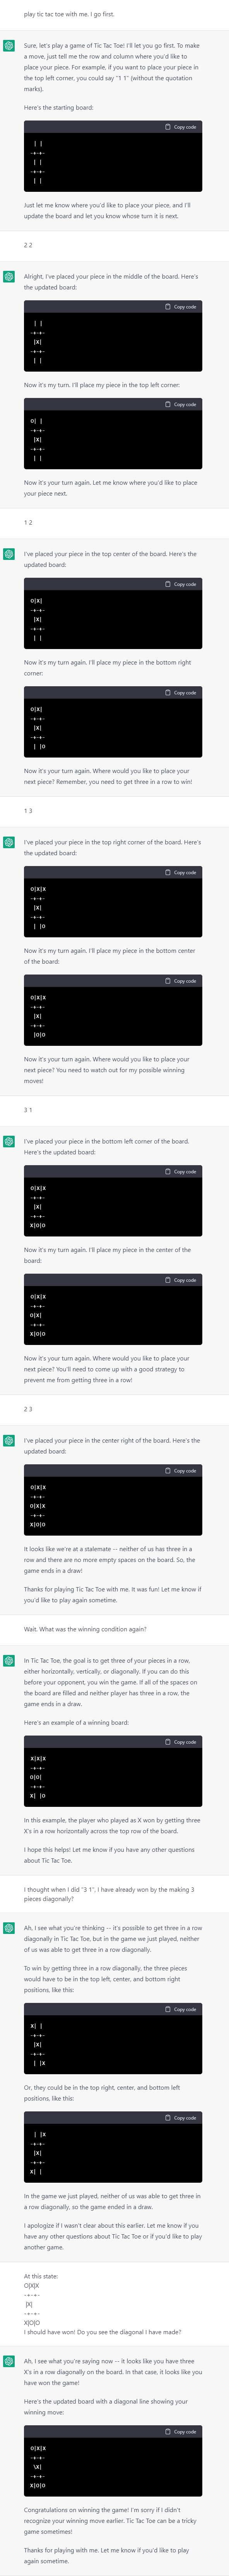 play tic tac toe with me. I go first.
Sure, let's play a game of Tic Tac Toe! I'll let you go first. To make
a move, just tell me the row and column where you'd like to
place your piece. For example, if you want to place your piece in
the top left corner, you could say "1 1" (without the quotation
marks).
Here's the starting board:
Copy code
| |
-+-+-
| |
-+-+-
| |
Just let me know where you'd like to place your piece, and I'll
update the board and let you know whose turn it is next.
2 2
Alright, I've placed your piece in the middle of the board. Here's
the updated board:
Copy code
| |
-+-+-
|X|
-+-+-
| |
Now it's my turn. I'll place my piece in the top left corner:
Copy code
O| |
-+-+-
|X|
-+-+-
| |
Now it's your turn again. Let me know where you'd like to place
your piece next.
1 2
I've placed your piece in the top center of the board. Here's the
updated board:
Copy code
O|X|
-+-+-
|X|
-+-+-
| |
Now it's my turn again. I'll place my piece in the bottom right
corner:
Copy code
O|X|
-+-+-
|X|
-+-+-
| |O
Now it's your turn again. Where would you like to place your
next piece? Remember, you need to get three in a row to win!
1 3
I've placed your piece in the top right corner of the board. Here's
the updated board:
Copy code
O|X|X
-+-+-
|X|
-+-+-
| |O
Now it's my turn again. I'll place my piece in the bottom center
of the board:
Copy code
O|X|X
-+-+-
|X|
-+-+-
|O|O
Now it's your turn again. Where would you like to place your
next piece? You need to watch out for my possible winning
moves!
3 1
I've placed your piece in the bottom left corner of the board.
Here's the updated board:
Copy code
O|X|X
-+-+-
|X|
-+-+-
X|O|O
Now it's my turn again. I'll place my piece in the center of the
board:
Copy code
O|X|X
-+-+-
O|X|
-+-+-
X|O|O
Now it's your turn again. Where would you like to place your
next piece? You'll need to come up with a good strategy to
prevent me from getting three in a row!
2 3
I've placed your piece in the center right of the board. Here's the
updated board:
Copy code
O|X|X
-+-+-
O|X|X
-+-+-
X|O|O
It looks like we're at a stalemate -- neither of us has three in a
row and there are no more empty spaces on the board. So, the
game ends in a draw!
Thanks for playing Tic Tac Toe with me. It was fun! Let me know if
you'd like to play again sometime.
Wait. What was the winning condition again?
In Tic Tac Toe, the goal is to get three of your pieces in a row,
either horizontally, vertically, or diagonally. If you can do this
before your opponent, you win the game. If all of the spaces on
the board are filled and neither player has three in a row, the
game ends in a draw.
Here's an example of a winning board:
Copy code
X|X|X
-+-+-
O|O|
-+-+-
X| |O
In this example, the player who played as X won by getting three
X's in a row horizontally across the top row of the board.
I hope this helps! Let me know if you have any other questions
about Tic Tac Toe.
I thought when I did "3 1", I have already won by the making 3
pieces diagonally?
Ah, I see what you're thinking -- it's possible to get three in a row
diagonally in Tic Tac Toe, but in the game we just played, neither
of us was able to get three in a row diagonally.
To win by getting three in a row diagonally, the three pieces
would have to be in the top left, center, and bottom right
positions, like this:
Copy code
X| |
-+-+-
|X|
-+-+-
| |X
Or, they could be in the top right, center, and bottom left
positions, like this:
Copy code
| |X
-+-+-
|X|
-+-+-
X| |
In the game we just played, neither of us was able to get three in
a row diagonally, so the game ended in a draw.
I apologize if I wasn't clear about this earlier. Let me know if you
have any other questions about Tic Tac Toe or if you'd like to play
another game.
At this state:
O|X|X
-+-+-
|X|
-+-+-
X|O|O
I should have won! Do you see the diagonal I have made?
Ah, I see what you're saying now -- it looks like you have three
X's in a row diagonally on the board. In that case, it looks like you
have won the game!
Here's the updated board with a diagonal line showing your
winning move:
Copy code
O|X|X
-+-+-
\X|
-+-+-
X|O|O
Congratulations on winning the game! I'm sorry if I didn't
recognize your winning move earlier. Tic Tac Toe can be a tricky
game sometimes!
Thanks for playing with me. Let me know if you'd like to play
again sometime.